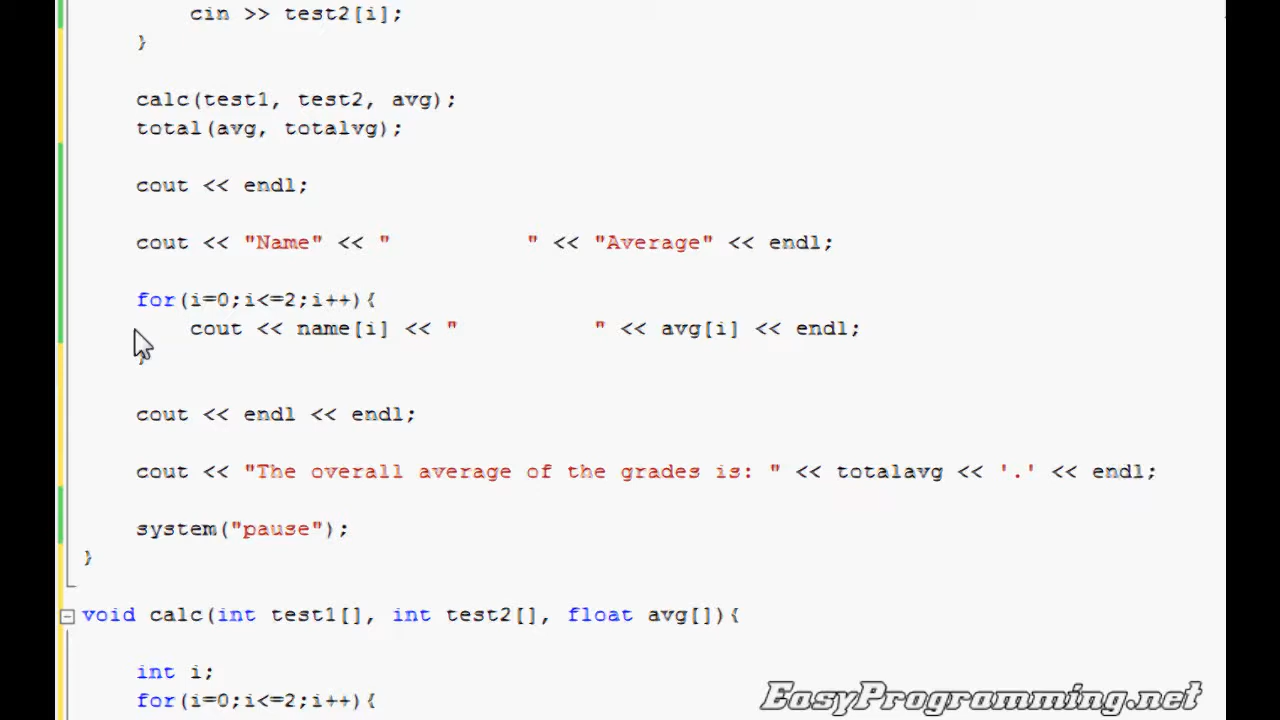 cin >> test2[i];
}
calc(test1, test2, avg);
total(avg, totalvg);
cout << endl;
cout << "Name" << "          " << "Average" << endl;
for(i=0;i<=2;i++){
cout << name[i] << "          " << avg[i] << endl;
}
cout << endl << endl;
cout << "The overall average of the grades is: " << totalavg << '.' << endl;
system("pause");
}
void calc(int test1[], int test2[], float avg[]){
int i;
for(i=0;i<=2;i++){
EasyProgramming.net